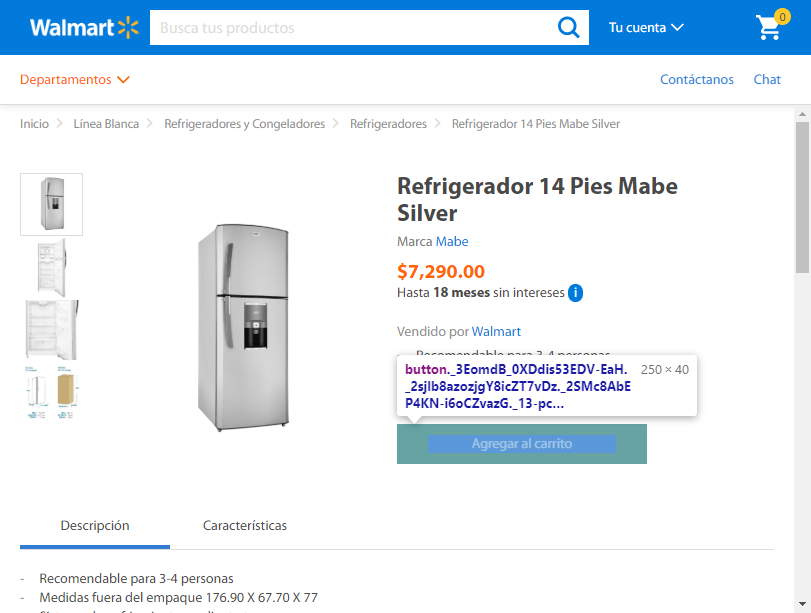 Walmart
Busca tus productos
Tu cuenta
0
Departamentos
Contáctanos
Chat
Inicio
Línea Blanca
Refrigeradores y Congeladores
Refrigeradores
Refrigerador 14 Pies Mabe Silver
Refrigerador 14 Pies Mabe
Silver
Marca Mabe
$7,290.00
Hasta 18 meses sin intereses i
Vendido por Walmart
- Recomendable para 3-4 personas
button._3EomdB_0XDdis53EDV-EaH.
250 × 40
_2sjlb8azozjgY8icZT7vDz._2SMc8AbE
P4KN-i6oCZvazG._13-pc...
Agregar al carrito
Descripción
Características
- Recomendable para 3-4 personas
- Medidas fuera del empaque 176.90 X 67.70 X 77